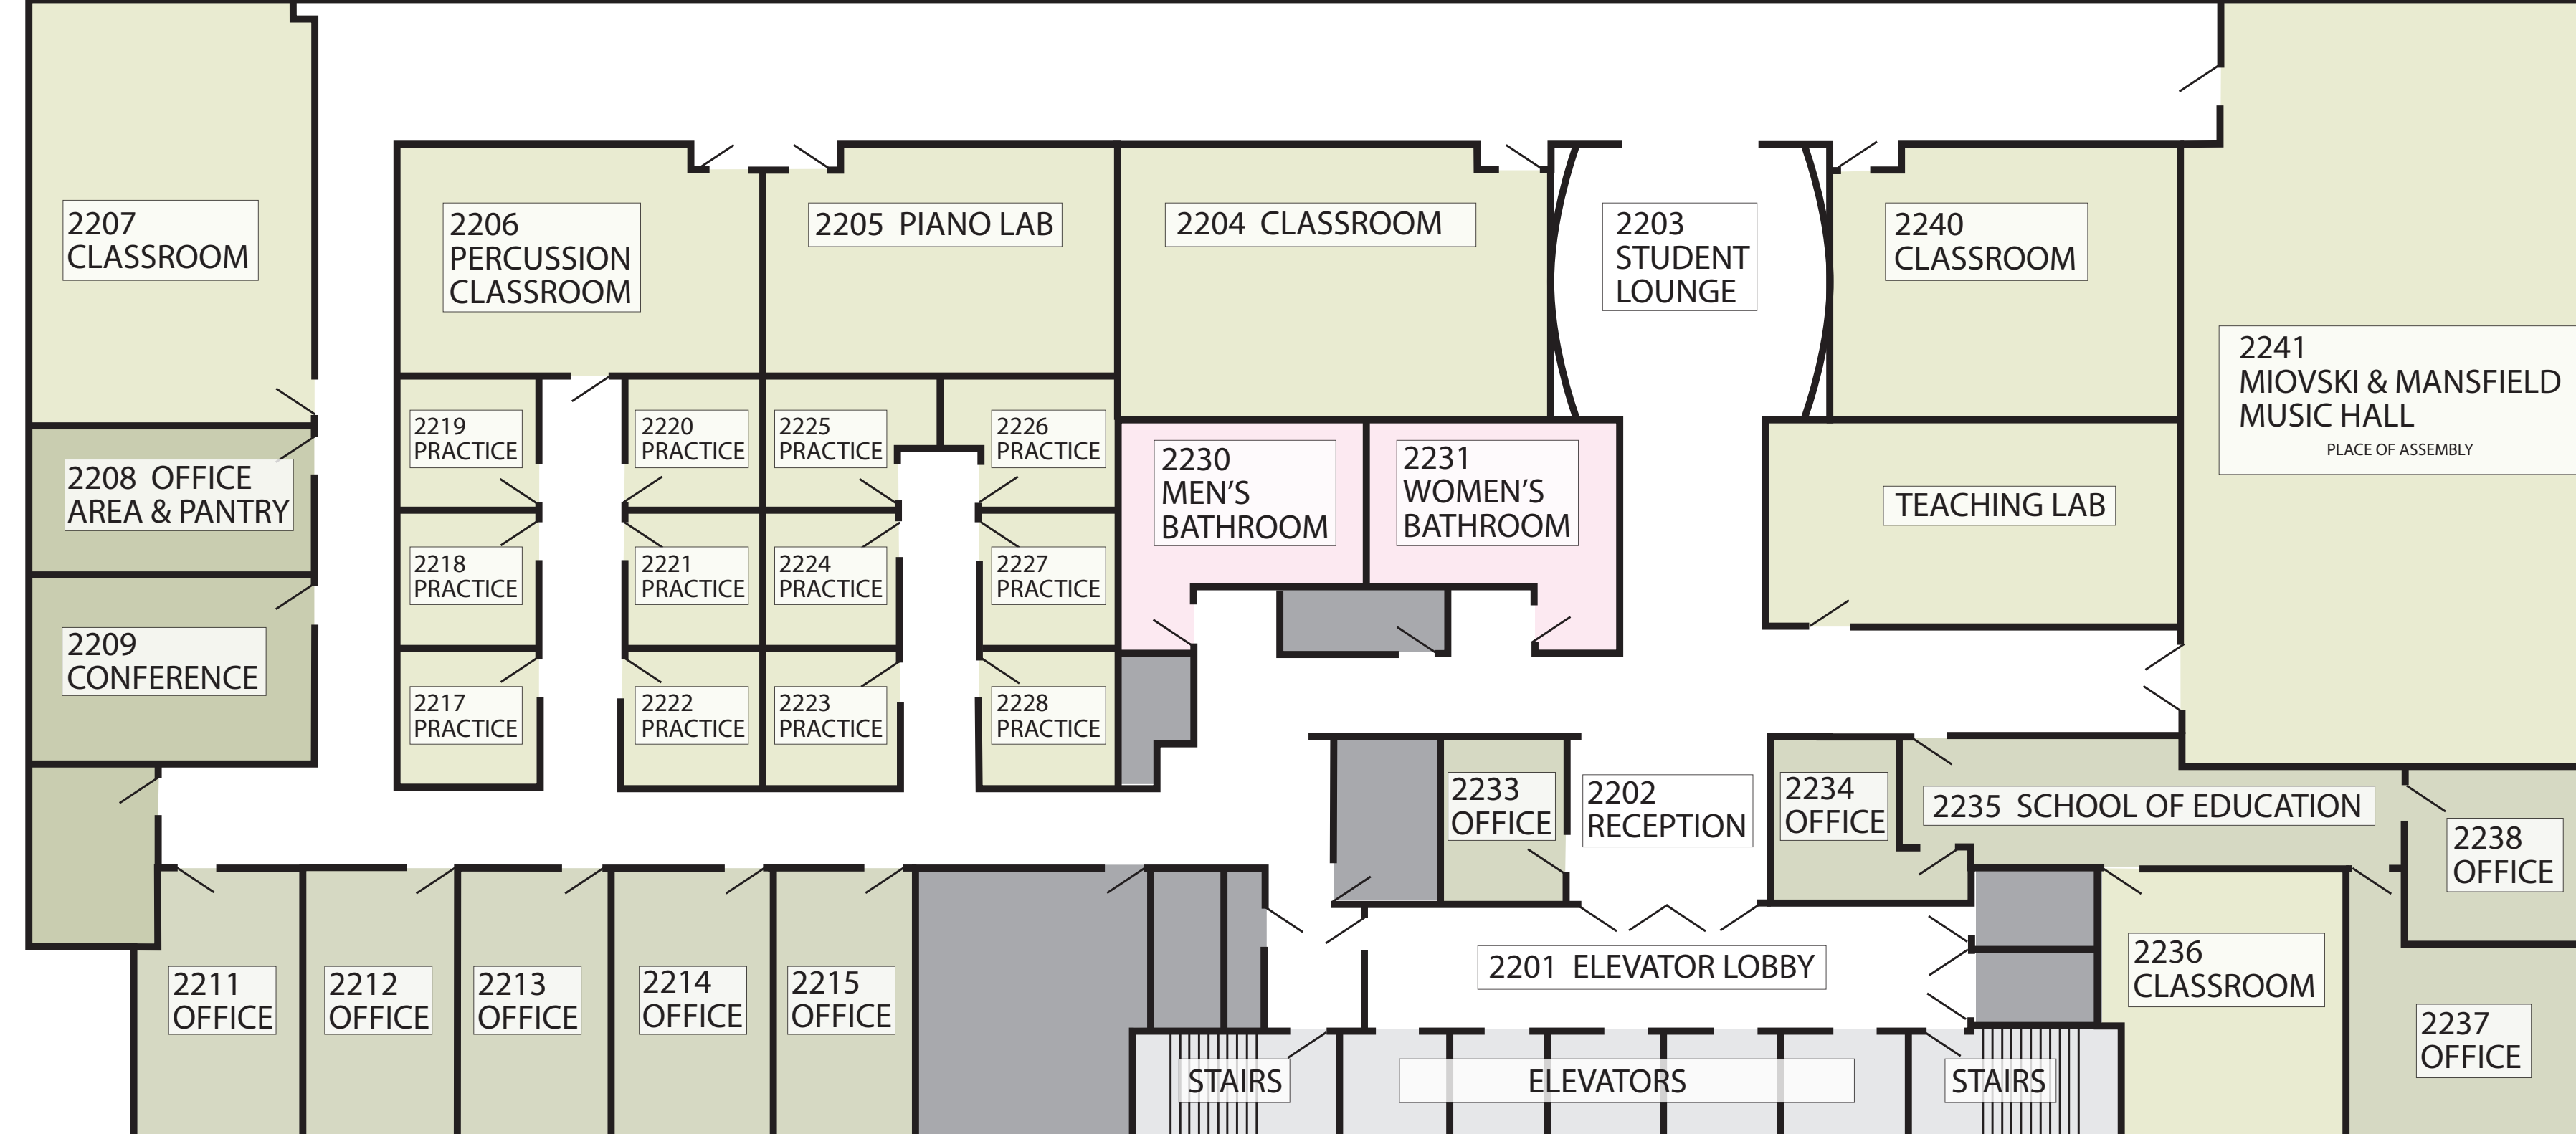 2207
CLASSROOM
2206
PERCUSSION
CLASSROOM
2205 PIANO LAB
2204 CLASSROOM
2203
STUDENT
LOUNGE
2240
CLASSROOM
2241
MIOVSKI & MANSFIELD
MUSIC HALL
PLACE OF ASSEMBLY
2208 OFFICE
AREA & PANTRY
2219
PRACTICE
2220
PRACTICE
2225
PRACTICE
2226
PRACTICE
2230
MEN’S
BATHROOM
2231
WOMEN’S
BATHROOM
TEACHING LAB
2218
PRACTICE
2221
PRACTICE
2224
PRACTICE
2227
PRACTICE
2209
CONFERENCE
2217
PRACTICE
2222
PRACTICE
2223
PRACTICE
2228
PRACTICE
2233
OFFICE
2202
RECEPTION
2234
OFFICE
2235 SCHOOL OF EDUCATION
2238
OFFICE
2211
OFFICE
2212
OFFICE
2213
OFFICE
2214
OFFICE
2215
OFFICE
2201 ELEVATOR LOBBY
2236
CLASSROOM
2237
OFFICE
STAIRS
ELEVATORS
STAIRS